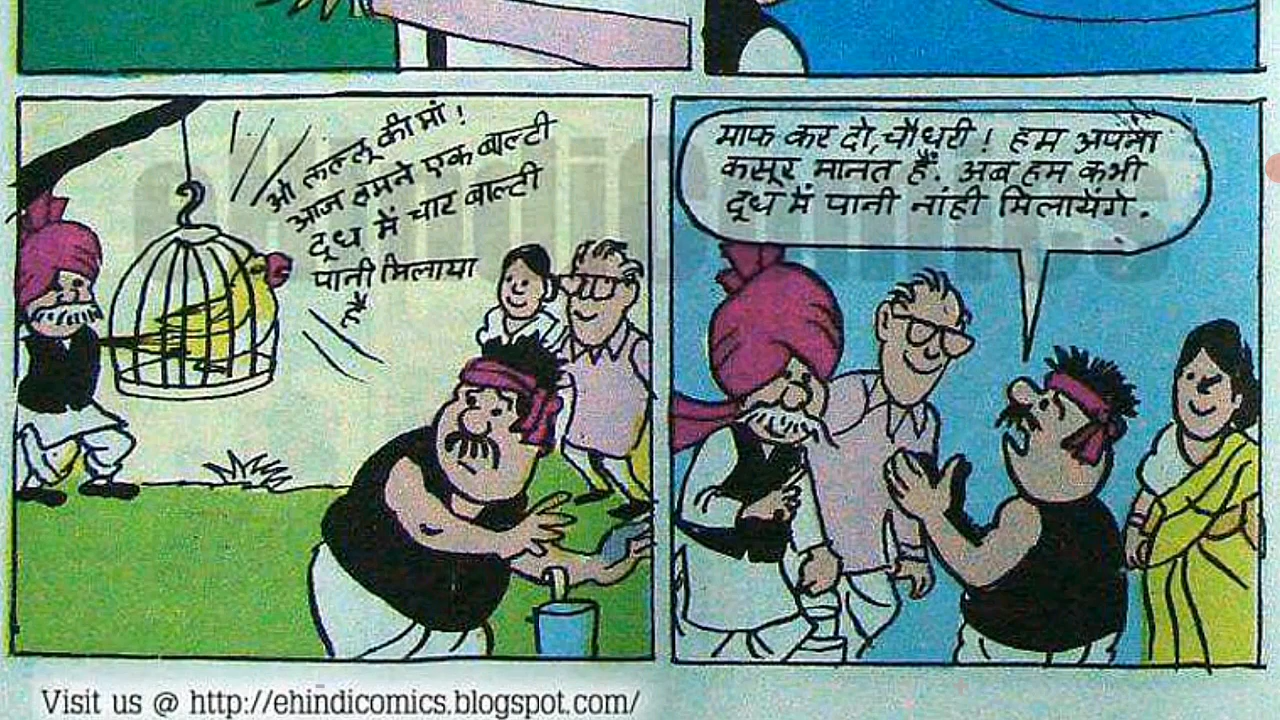 ओ लल्लू की मां !
आज हमने एक बाल्टी
दूध में चार बाल्टी
पानी मिलाया
है
माफ कर दो, चौधरी ! हम अपना
कसूर मानत हैं. अब हम कभी
दूध में पानी नांही मिलायेंगे.
Visit us @ http://ehindicomics.blogspot.com/